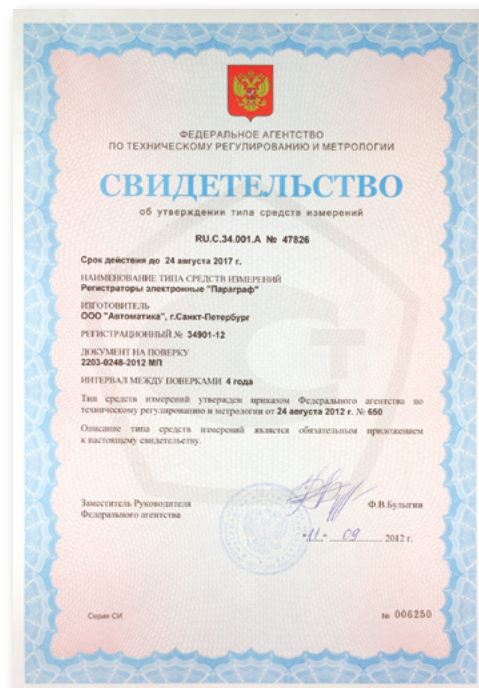 ФЕДЕРАЛЬНОЕ АГЕНТСТВО
ПО ТЕХНИЧЕСКОМУ РЕГУЛИРОВАНИЮ И МЕТРОЛОГИИ
СВИДЕТЕЛЬСТВО
об утверждении типа средств измерений
RU.C.34.001.A № 47826
Срок действия до 24 августа 2017 г.
НАИМЕНОВАНИЕ ТИПА СРЕДСТВ ИЗМЕРЕНИЙ
Регистраторы электронные "Параграф"
ИЗГОТОВИТЕЛЬ
ООО "Автоматика", г.Санкт-Петербург
РЕГИСТРАЦИОННЫЙ № 34901-12
ДОКУМЕНТ НА ПОВЕРКУ
2203-0248-2012 МП
ИНТЕРВАЛ МЕЖДУ ПОВЕРКАМИ 4 года
Тип средств измерений утвержден приказом Федерального агентства по
техническому регулированию и метрологии от 24 августа 2012 г. № 650
Описание типа средств измерений является обязательным приложением
к настоящему свидетельству.
Заместитель Руководителя
Федерального агентства
Ф.В.Булыгин
"11" 09 2012 г.
Серия СИ
№ 006250